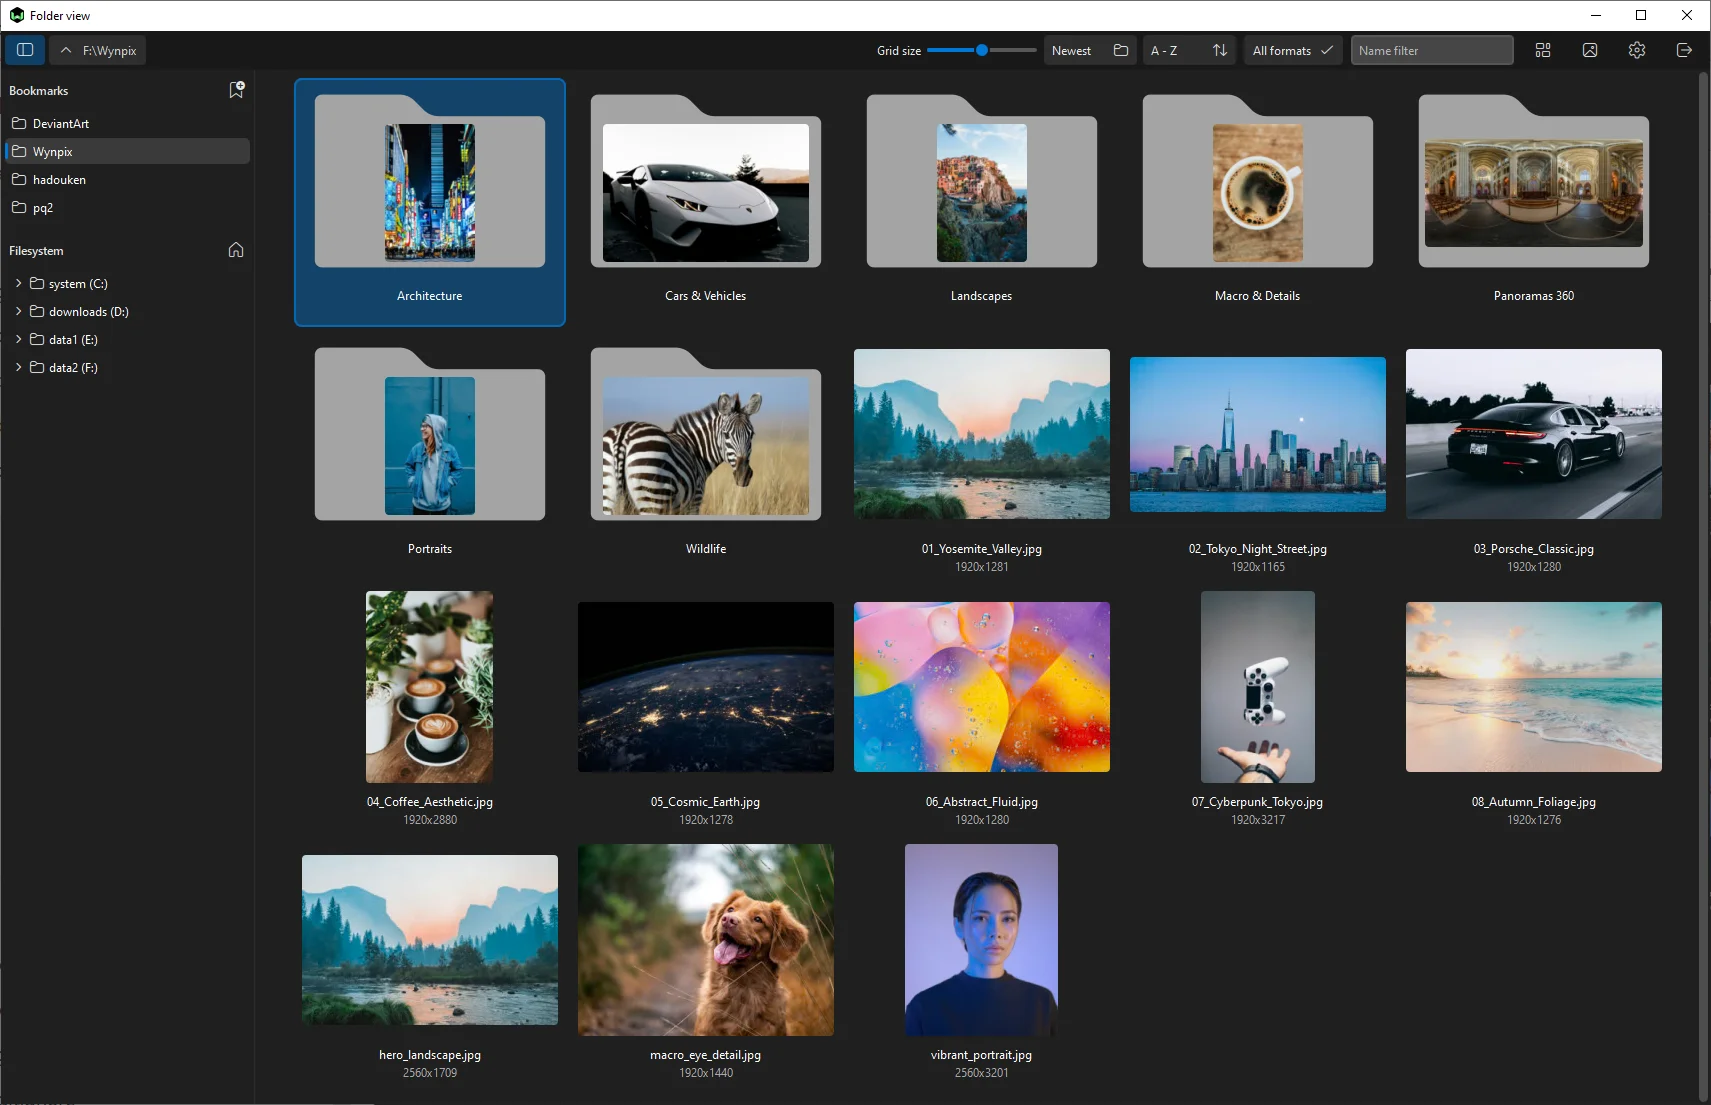 Folder view
F:\Wynpix
Grid size
Newest
A - Z
All formats
Name filter
Bookmarks
DeviantArt
Wynpix
hadouken
pq2
Filesystem
system (C:)
downloads (D:)
data1 (E:)
data2 (F:)
Architecture
Cars & Vehicles
Landscapes
Macro & Details
Panoramas 360
Portraits
Wildlife
01_Yosemite_Valley.jpg
1920x1281
02_Tokyo_Night_Street.jpg
1920x1165
03_Porsche_Classic.jpg
1920x1280
04_Coffee_Aesthetic.jpg
1920x2880
05_Cosmic_Earth.jpg
1920x1278
06_Abstract_Fluid.jpg
1920x1280
07_Cyberpunk_Tokyo.jpg
1920x3217
08_Autumn_Foliage.jpg
1920x1276
hero_landscape.jpg
2560x1709
macro_eye_detail.jpg
1920x1440
vibrant_portrait.jpg
2560x3201